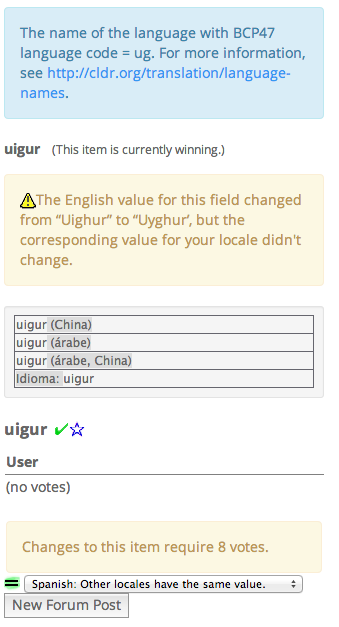 The name of the language with BCP47
language code = ug. For more information,
see http://cldr.org/translation/language-
names.
uigur (This item is currently winning.)
The English value for this field changed
from “Uighur” to “Uyghur’, but the
corresponding value for your locale didn't
change.
uigur (China)
uigur (árabe)
uigur (árabe, China)
Idioma: uigur
uigur
User
(no votes)
Changes to this item require 8 votes.
Spanish: Other locales have the same value.
New Forum Post